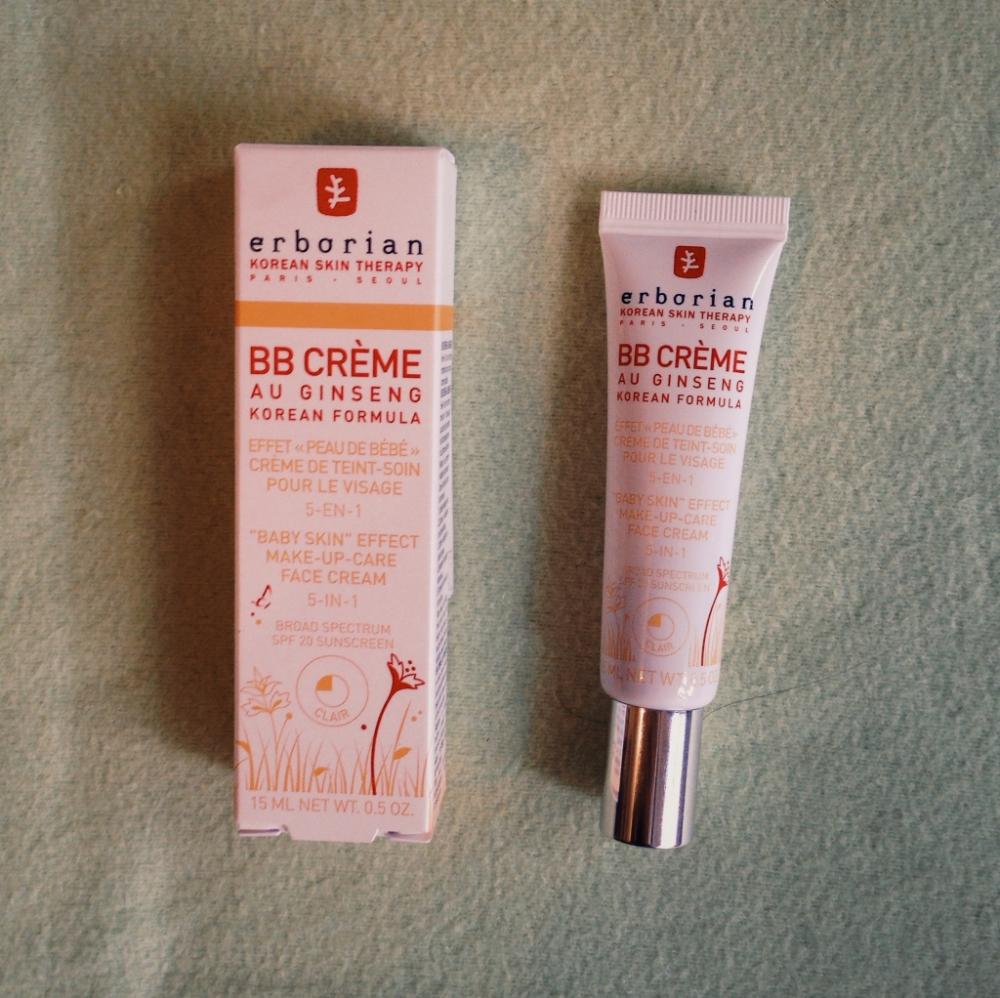 erborian
KOREAN SKIN THERAPY
PARIS - SEOUL
BB CRÈME
AU GINSENG
KOREAN FORMULA
EFFET « PEAU DE BÉBÉ »
CRÈME DE TEINT-SOIN
POUR LE VISAGE
5-EN-1
"BABY SKIN" EFFECT
MAKE-UP-CARE
FACE CREAM
5-IN-1
BROAD SPECTRUM
SPF 20 SUNSCREEN
CLAIR
15 ML NET WT. 0.5 OZ.
erborian
KOREAN SKIN THERAPY
PARIS - SEOUL
BB CRÈME
AU GINSENG
KOREAN FORMULA
EFFET « PEAU DE BÉBÉ »
CRÈME DE TEINT-SOIN
POUR LE VISAGE
5-EN-1
"BABY SKIN" EFFECT
MAKE-UP-CARE
FACE CREAM
5-IN-1
BROAD SPECTRUM
SPF 20 SUNSCREEN
CLAIR
ML NET WT. 0.5